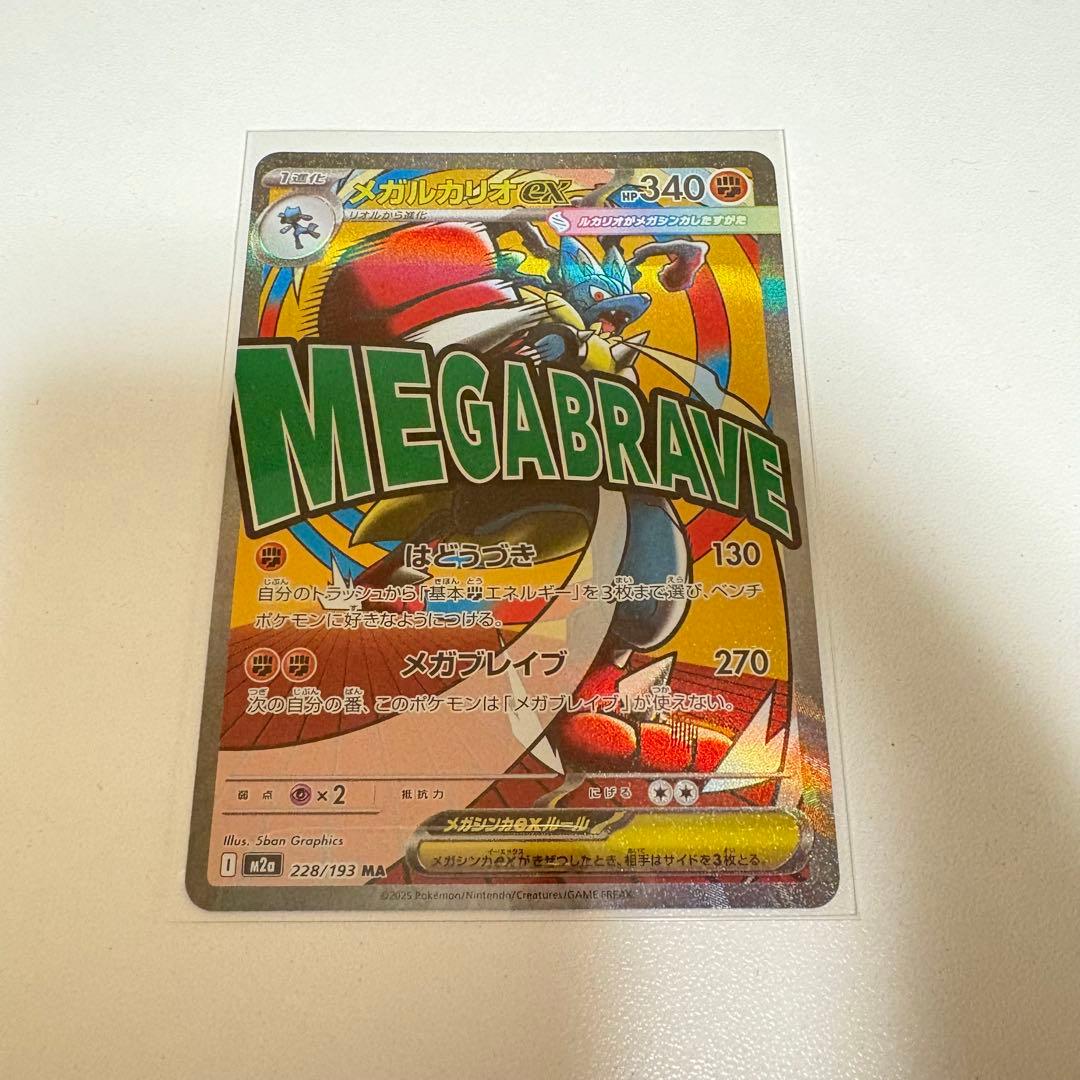 1進化
メガルカリオex
HP340
リオルから進化
ルカリオがメガシンカしたすがた
MEGABRAVE
はどうづき 130
自分のトラッシュから「基本エネルギー」を3枚まで選び、ベンチ
ポケモンに好きなようにつける。
メガブレイブ 270
次の自分の番、このポケモンは「メガブレイブ」が使えない。
弱点 ×2 抵抗力 にげる
メガシンカexルール
メガシンカexがきぜつしたとき、相手はサイドを3枚とる。
Illus. 5ban Graphics
I M2a 228/193 MA
©2025 Pokémon/Nintendo/Creatures/GAME FREAK